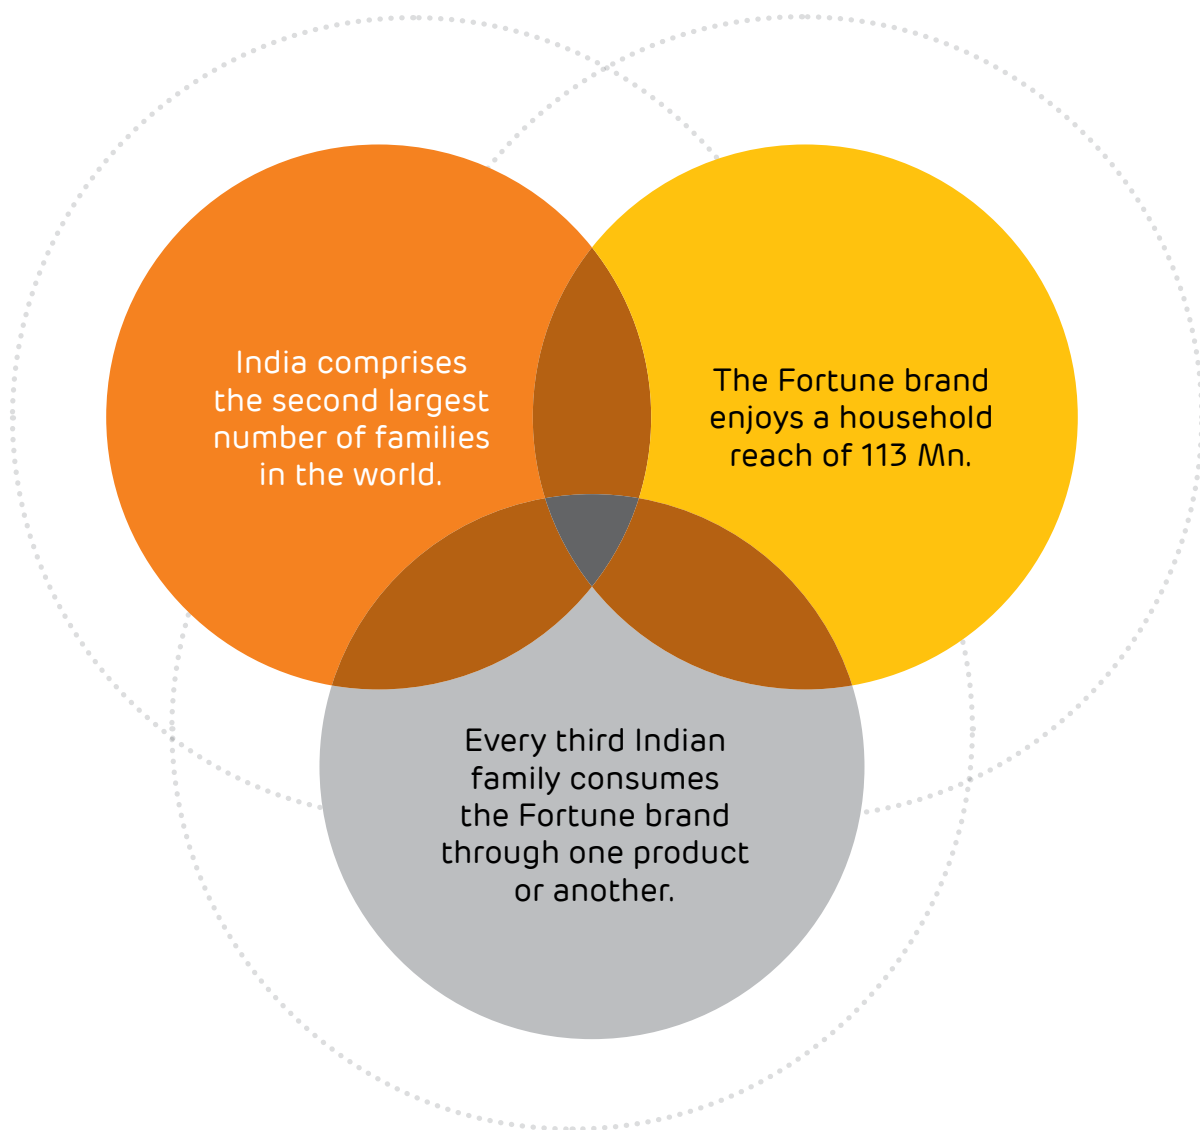 India comprises
the second largest
number of families
in the world.
The Fortune brand
enjoys a household
reach of 113 Mn.
Every third Indian
family consumes
the Fortune brand
through one product
or another.